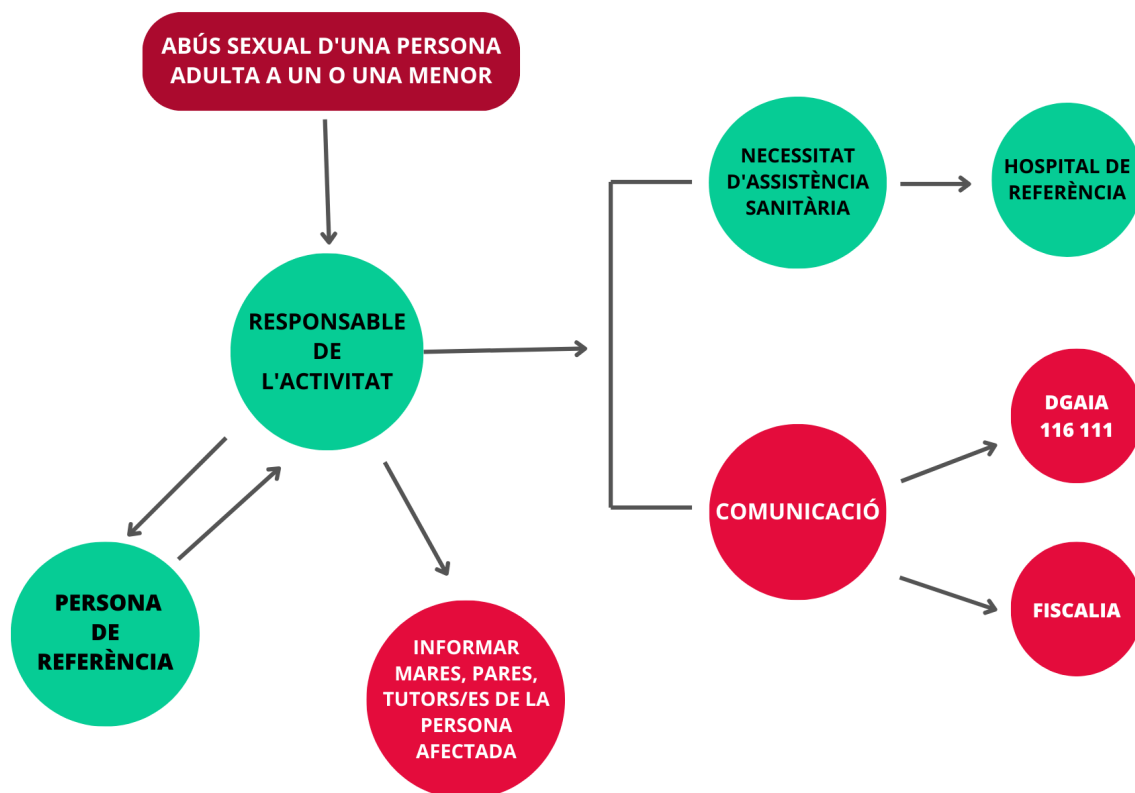 ABÚS SEXUAL D'UNA PERSONA
ADULTA A UN O UNA MENOR
RESPONSABLE
DE
L'ACTIVITAT
PERSONA
DE
REFERÈNCIA
INFORMAR
MARES, PARES,
TUTORS/ES DE LA
PERSONA
AFECTADA
NECESSITAT
D'ASSISTÈNCIA
SANITÀRIA
HOSPITAL DE
REFERÈNCIA
COMUNICACIÓ
DGAIA
116 111
FISCALIA